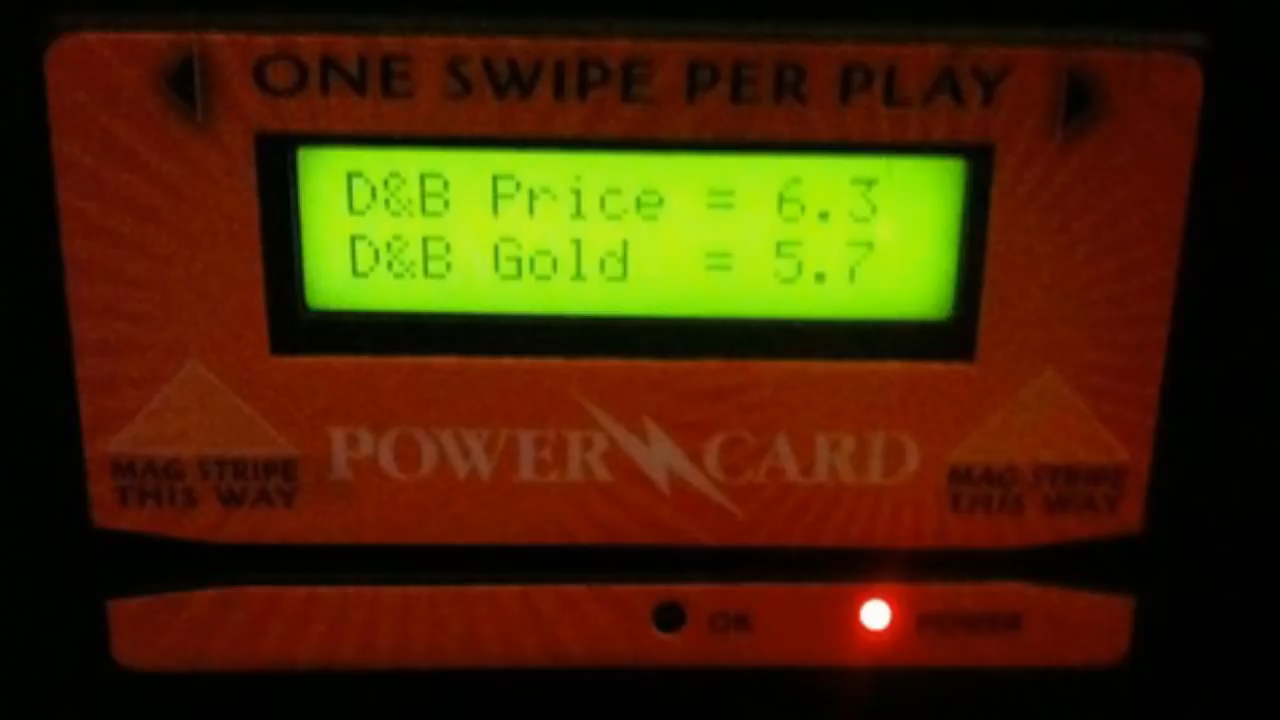 ONE SWIPE PER PLAY
D&B Price = 6.3
D&B Gold = 5.7
POWER CARD
MAG STRIPE
THIS WAY
MAG STRIPE
THIS WAY
OK
POWER